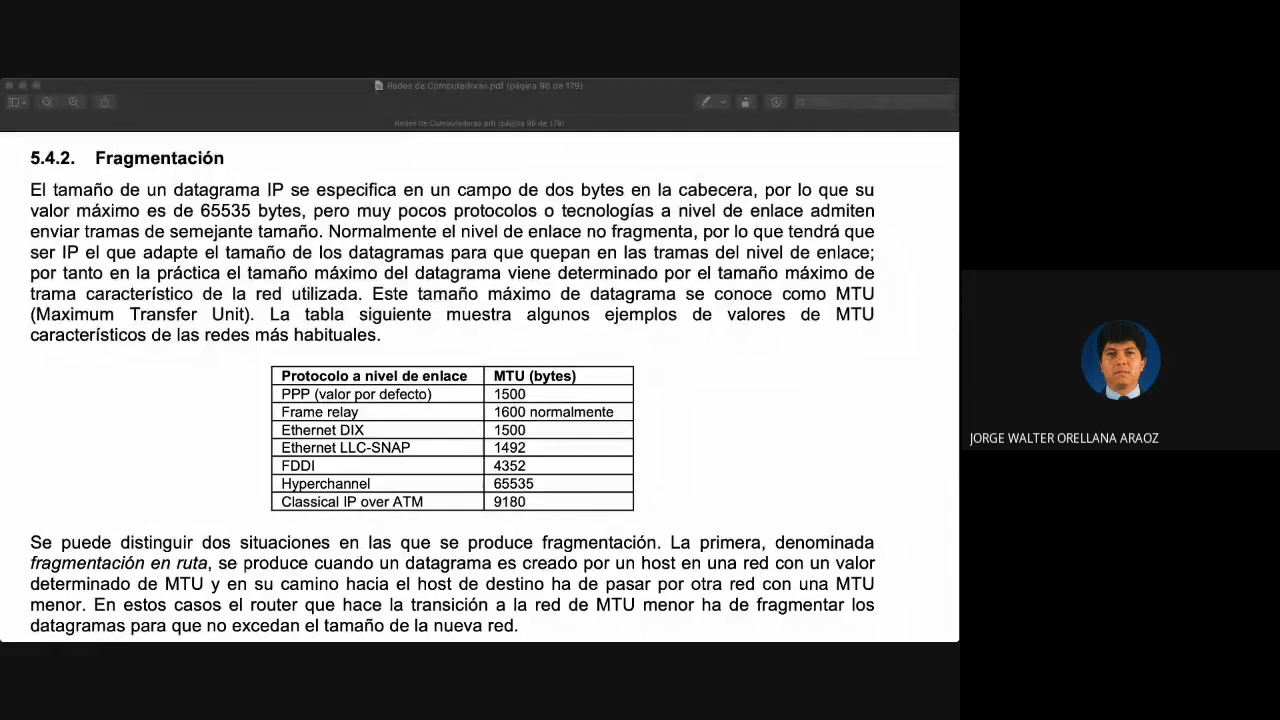 Redes de Computadoras.pdf (página 96 de 179)
Redes de Computadoras.pdf (página 96 de 179)
5.4.2. Fragmentación
El tamaño de un datagrama IP se especifica en un campo de dos bytes en la cabecera, por lo que su
valor máximo es de 65535 bytes, pero muy pocos protocolos o tecnologías a nivel de enlace admiten
enviar tramas de semejante tamaño. Normalmente el nivel de enlace no fragmenta, por lo que tendrá que
ser IP el que adapte el tamaño de los datagramas para que quepan en las tramas del nivel de enlace;
por tanto en la práctica el tamaño máximo del datagrama viene determinado por el tamaño máximo de
trama característico de la red utilizada. Este tamaño máximo de datagrama se conoce como MTU
(Maximum Transfer Unit). La tabla siguiente muestra algunos ejemplos de valores de MTU
característicos de las redes más habituales.
Protocolo a nivel de enlace MTU (bytes)
PPP (valor por defecto) 1500
Frame relay 1600 normalmente
Ethernet DIX 1500
Ethernet LLC-SNAP 1492
FDDI 4352
Hyperchannel 65535
Classical IP over ATM 9180
Se puede distinguir dos situaciones en las que se produce fragmentación. La primera, denominada
fragmentación en ruta, se produce cuando un datagrama es creado por un host en una red con un valor
determinado de MTU y en su camino hacia el host de destino ha de pasar por otra red con una MTU
menor. En estos casos el router que hace la transición a la red de MTU menor ha de fragmentar los
datagramas para que no excedan el tamaño de la nueva red.
JORGE WALTER ORELLANA ARAOZ